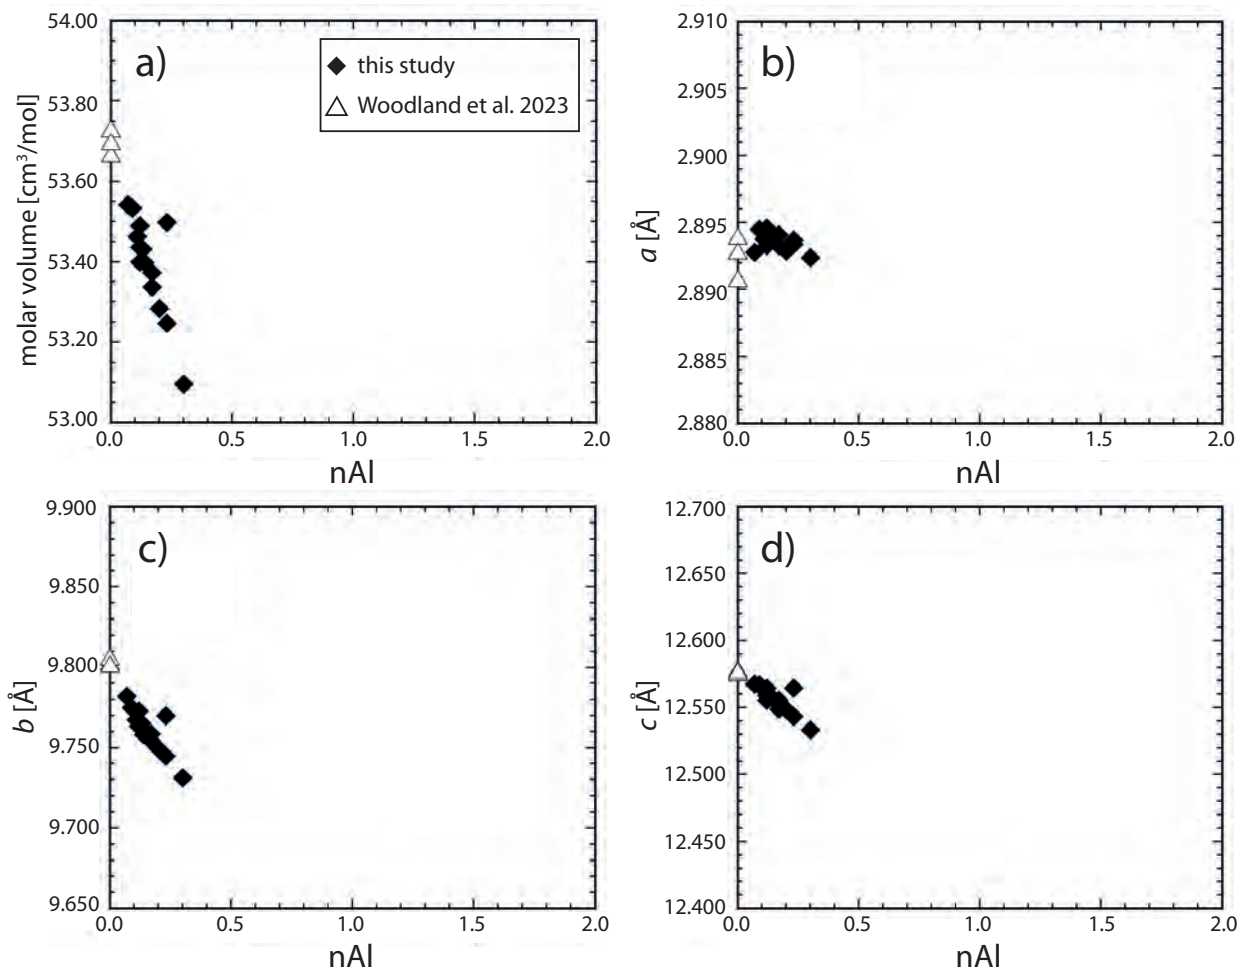 a)
this study
Woodland et al. 2023
molar volume [cm³/mol]
54.00
53.80
53.60
53.40
53.20
53.00
0.0 0.5 1.0 1.5 2.0
nAl
b)
a [Å]
2.910
2.905
2.900
2.895
2.890
2.885
2.880
0.0 0.5 1.0 1.5 2.0
nAl
c)
b [Å]
9.900
9.850
9.800
9.750
9.700
9.650
0.0 0.5 1.0 1.5 2.0
nAl
d)
c [Å]
12.700
12.650
12.600
12.550
12.500
12.450
12.400
0.0 0.5 1.0 1.5 2.0
nAl